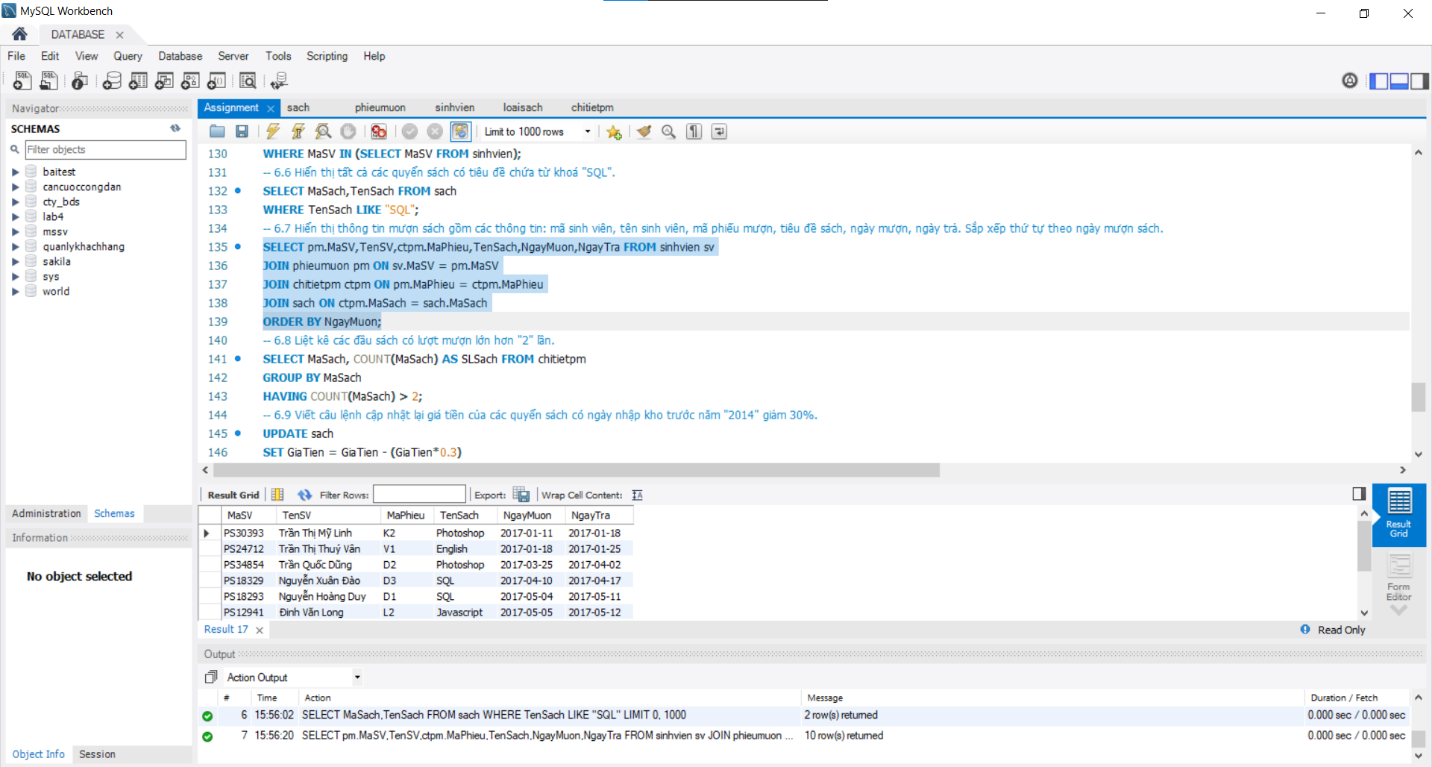 MySQL Workbench
DATABASE
File Edit View Query Database Server Tools Scripting Help
Navigator
SCHEMAS
Filter objects
baitest
cancuoccongdan
cty_bds
lab4
mssv
quanlykhachhang
sakila
sys
world
Administration Schemas
Information
No object selected
Object Info Session
Assignment sach phieumuon sinhvien loaisach chitietpm
Limit to 1000 rows
130 WHERE MaSV IN (SELECT MaSV FROM sinhvien);
131 -- 6.6 Hiển thị tất cả các quyển sách có tiêu đề chứa từ khoá "SQL".
132 SELECT MaSach,TenSach FROM sach
133 WHERE TenSach LIKE "SQL";
134 -- 6.7 Hiển thị thông tin mượn sách gồm các thông tin: mã sinh viên, tên sinh viên, mã phiếu mượn, tiêu đề sách, ngày mượn, ngày trả. Sắp xếp thứ tự theo ngày mượn sách.
135 SELECT pm.MaSV,TenSV,ctpm.MaPhieu,TenSach,NgayMuon,NgayTra FROM sinhvien sv
136 JOIN phieumuon pm ON sv.MaSV = pm.MaSV
137 JOIN chitietpm ctpm ON pm.MaPhieu = ctpm.MaPhieu
138 JOIN sach ON ctpm.MaSach = sach.MaSach
139 ORDER BY NgayMuon;
140 -- 6.8 Liệt kê các đầu sách có lượt mượn lớn hơn "2" lần.
141 SELECT MaSach, COUNT(MaSach) AS SLSach FROM chitietpm
142 GROUP BY MaSach
143 HAVING COUNT(MaSach) > 2;
144 -- 6.9 Viết câu lệnh cập nhật lại giá tiền của các quyển sách có ngày nhập kho trước năm "2014" giảm 30%.
145 UPDATE sach
146 SET GiaTien = GiaTien - (GiaTien*0.3)
Result Grid Filter Rows: Export: Wrap Cell Content:
MaSV TenSV MaPhieu TenSach NgayMuon NgayTra
PS30393 Trần Thị Mỹ Linh K2 Photoshop 2017-01-11 2017-01-18
PS24712 Trần Thị Thuý Vân V1 English 2017-01-18 2017-01-25
PS34854 Trần Quốc Dũng D2 Photoshop 2017-03-25 2017-04-02
PS18329 Nguyễn Xuân Đào D3 SQL 2017-04-10 2017-04-17
PS18293 Nguyễn Hoàng Duy D1 SQL 2017-05-04 2017-05-11
PS12941 Đinh Văn Long L2 Javascript 2017-05-05 2017-05-12
Result
Grid
Form
Editor
Result 17
Read Only
Output
Action Output
# Time Action Message Duration / Fetch
6 15:56:02 SELECT MaSach,TenSach FROM sach WHERE TenSach LIKE "SQL" LIMIT 0, 1000 2 row(s) returned 0.000 sec / 0.000 sec
7 15:56:20 SELECT pm.MaSV,TenSV,ctpm.MaPhieu,TenSach,NgayMuon,NgayTra FROM sinhvien sv JOIN phieumuon ... 10 row(s) returned 0.000 sec / 0.000 sec